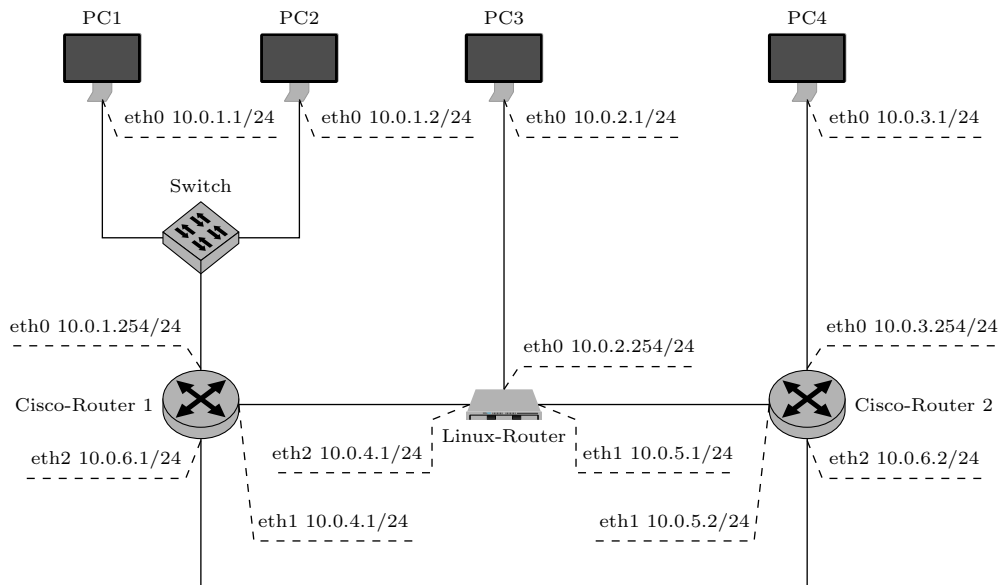 PC1
PC2
PC3
PC4
eth0 10.0.1.1/24
eth0 10.0.1.2/24
eth0 10.0.2.1/24
eth0 10.0.3.1/24
Switch
eth0 10.0.1.254/24
eth0 10.0.2.254/24
eth0 10.0.3.254/24
Cisco-Router 1
Linux-Router
Cisco-Router 2
eth2 10.0.6.1/24
eth2 10.0.4.1/24
eth1 10.0.5.1/24
eth2 10.0.6.2/24
eth1 10.0.4.1/24
eth1 10.0.5.2/24